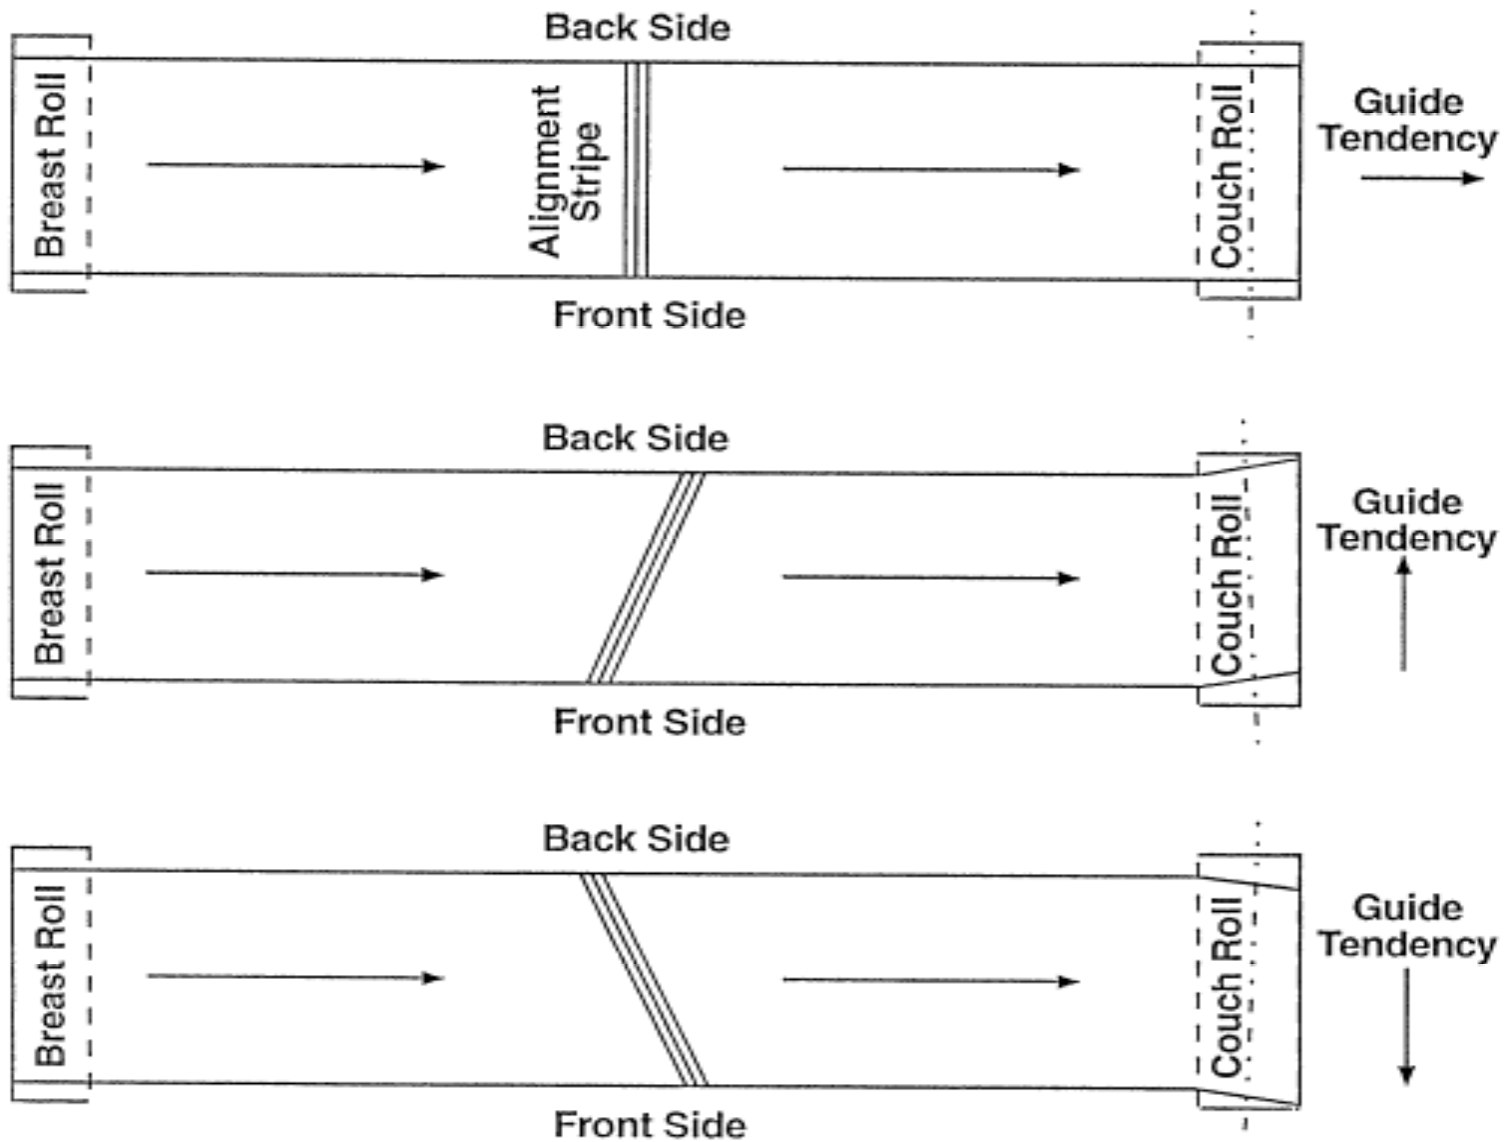 Back Side
Breast Roll
Alignment
Stripe
Couch Roll
Guide
Tendency
Front Side
Back Side
Breast Roll
Couch Roll
Guide
Tendency
Front Side
Back Side
Breast Roll
Couch Roll
Guide
Tendency
Front Side